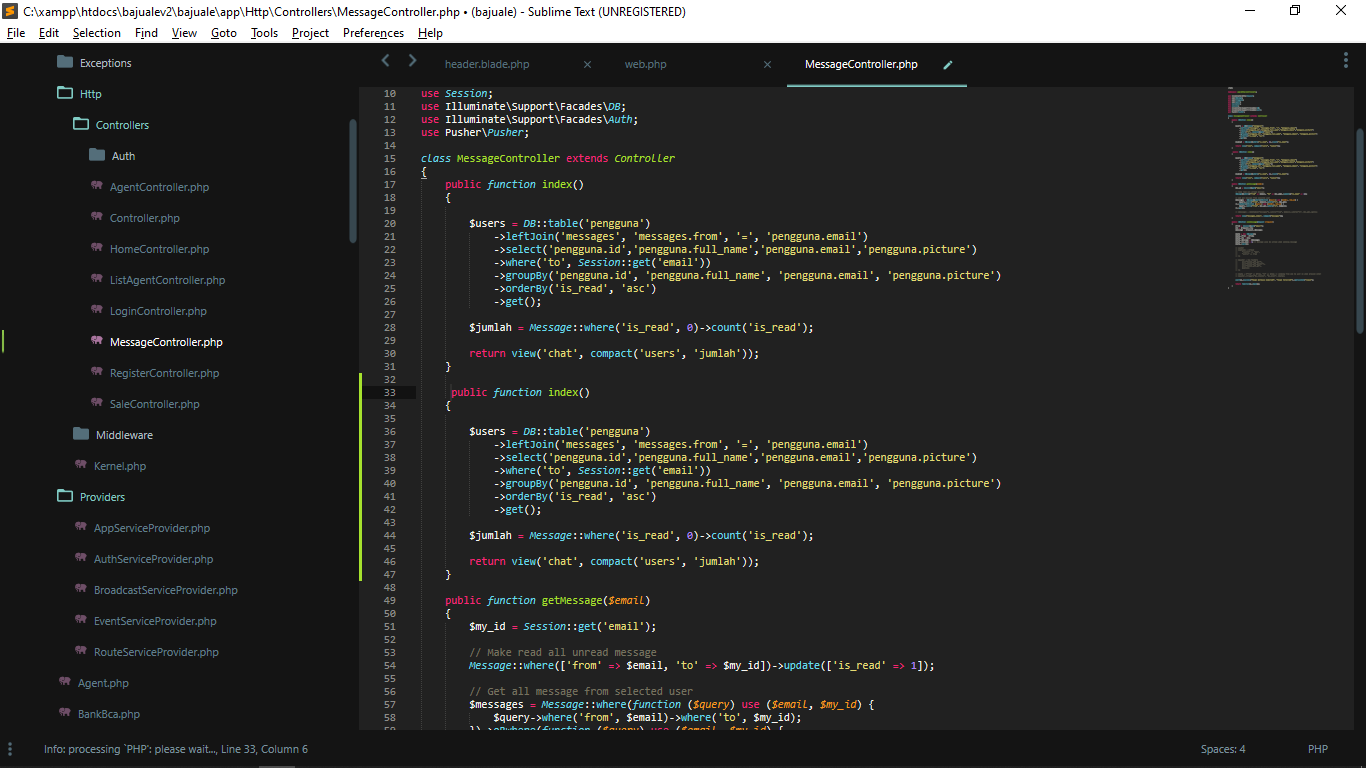 C:\xampp\htdocs\bajualev2\bajuale\app\Http\Controllers\MessageController.php • (bajuale) - Sublime Text (UNREGISTERED)
File Edit Selection Find View Goto Tools Project Preferences Help
Exceptions
Http
Controllers
Auth
AgentController.php
Controller.php
HomeController.php
ListAgentController.php
LoginController.php
MessageController.php
RegisterController.php
SaleController.php
Middleware
Kernel.php
Providers
AppServiceProvider.php
AuthServiceProvider.php
BroadcastServiceProvider.php
EventServiceProvider.php
RouteServiceProvider.php
Agent.php
BankBca.php
header.blade.php × web.php × MessageController.php
10 use Session;
11 use Illuminate\Support\Facades\DB;
12 use Illuminate\Support\Facades\Auth;
13 use Pusher\Pusher;
14
15 class MessageController extends Controller
16 {
17 public function index()
18 {
19
20 $users = DB::table('pengguna')
21 ->leftJoin('messages', 'messages.from', '=', 'pengguna.email')
22 ->select('pengguna.id','pengguna.full_name','pengguna.email','pengguna.picture')
23 ->where('to', Session::get('email'))
24 ->groupBy('pengguna.id', 'pengguna.full_name', 'pengguna.email', 'pengguna.picture')
25 ->orderBy('is_read', 'asc')
26 ->get();
27
28 $jumlah = Message::where('is_read', 0)->count('is_read');
29
30 return view('chat', compact('users', 'jumlah'));
31 }
32
33 public function index()
34 {
35
36 $users = DB::table('pengguna')
37 ->leftJoin('messages', 'messages.from', '=', 'pengguna.email')
38 ->select('pengguna.id','pengguna.full_name','pengguna.email','pengguna.picture')
39 ->where('to', Session::get('email'))
40 ->groupBy('pengguna.id', 'pengguna.full_name', 'pengguna.email', 'pengguna.picture')
41 ->orderBy('is_read', 'asc')
42 ->get();
43
44 $jumlah = Message::where('is_read', 0)->count('is_read');
45
46 return view('chat', compact('users', 'jumlah'));
47 }
48
49 public function getMessage($email)
50 {
51 $my_id = Session::get('email');
52
53 // Make read all unread message
54 Message::where(['from' => $email, 'to' => $my_id])->update(['is_read' => 1]);
55
56 // Get all message from selected user
57 $messages = Message::where(function ($query) use ($email, $my_id) {
58 $query->where('from', $email)->where('to', $my_id);
59 })->oRwhere(function ($query) use ($email, $my_id) {
Info: processing `PHP': please wait..., Line 33, Column 6
Spaces: 4 PHP